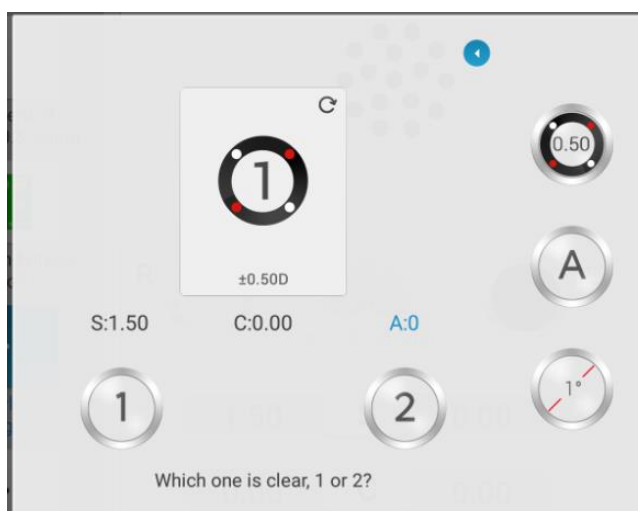 1
0.50
±0.50D
A
S:1.50 C:0.00 A:0
1°
1 2
Which one is clear, 1 or 2?